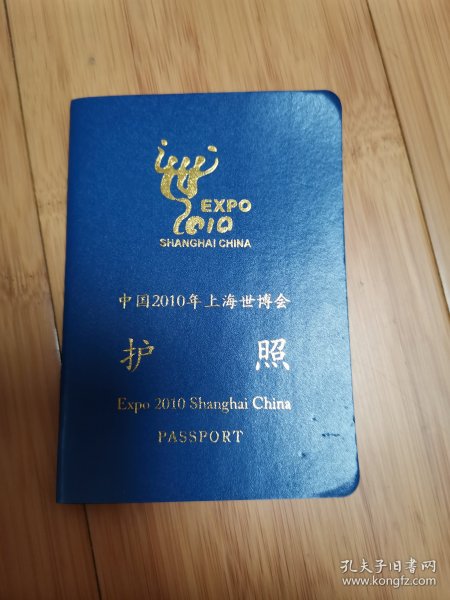 EXPO
2010
SHANGHAI CHINA
中国2010年上海世博会
护照
Expo 2010 Shanghai China
PASSPORT
孔夫子旧书网
www.kongfz.com